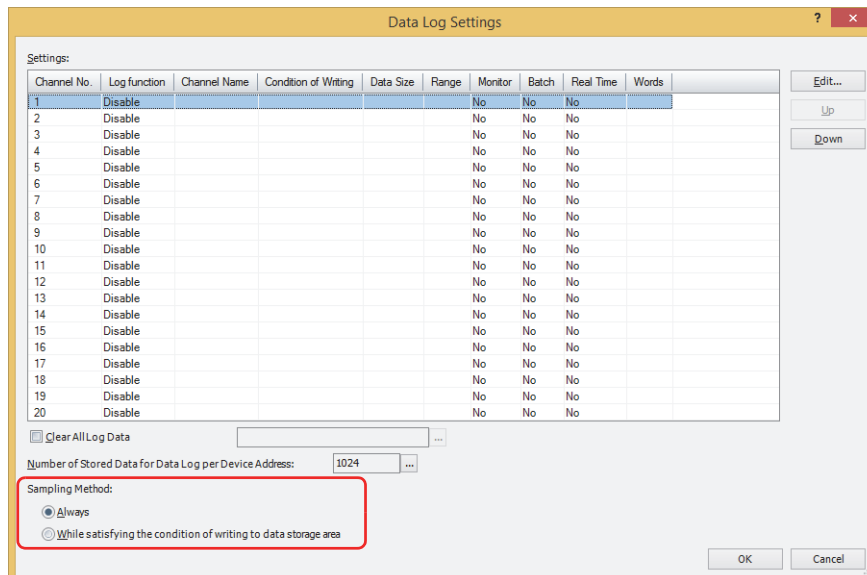 Data Log Settings
? ×
Settings:
Channel No. Log function Channel Name Condition of Writing Data Size Range Monitor Batch Real Time Words
1 Disable No No No
2 Disable No No No
3 Disable No No No
4 Disable No No No
5 Disable No No No
6 Disable No No No
7 Disable No No No
8 Disable No No No
9 Disable No No No
10 Disable No No No
11 Disable No No No
12 Disable No No No
13 Disable No No No
14 Disable No No No
15 Disable No No No
16 Disable No No No
17 Disable No No No
18 Disable No No No
19 Disable No No No
20 Disable No No No
Edit...
Up
Down
Clear All Log Data ...
Number of Stored Data for Data Log per Device Address: 1024 ...
Sampling Method:
Always
While satisfying the condition of writing to data storage area
OK Cancel